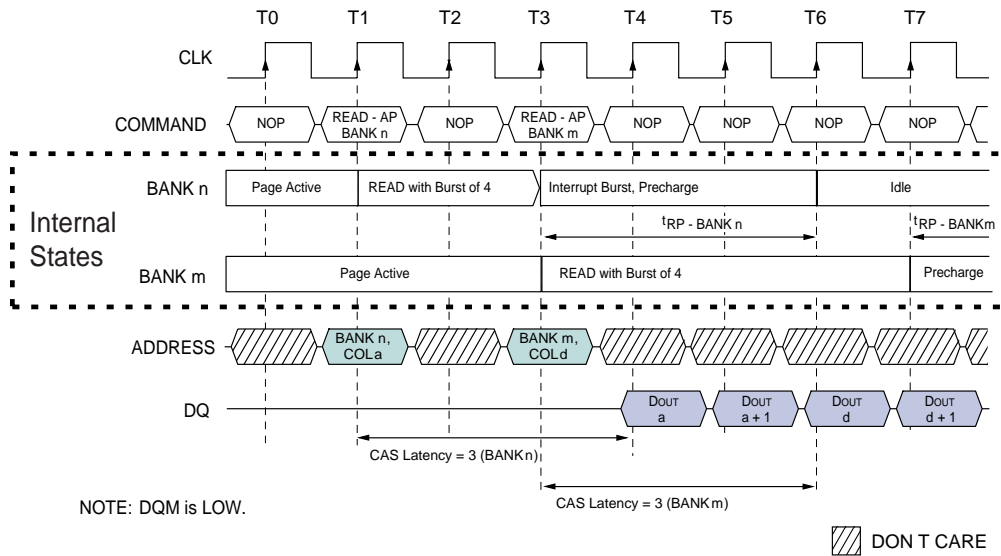 T0 T1 T2 T3 T4 T5 T6 T7
CLK
COMMAND NOP READ - AP BANK n NOP READ - AP BANK m NOP NOP NOP NOP
BANK n Page Active READ with Burst of 4 Interrupt Burst, Precharge Idle
Internal States
tRP - BANK n tRP - BANK m
BANK m Page Active READ with Burst of 4 Precharge
ADDRESS BANK n, COL a BANK m, COL d
DQ DOUT a DOUT a + 1 DOUT d DOUT d + 1
CAS Latency = 3 (BANK n)
CAS Latency = 3 (BANK m)
NOTE: DQM is LOW.
DON T CARE